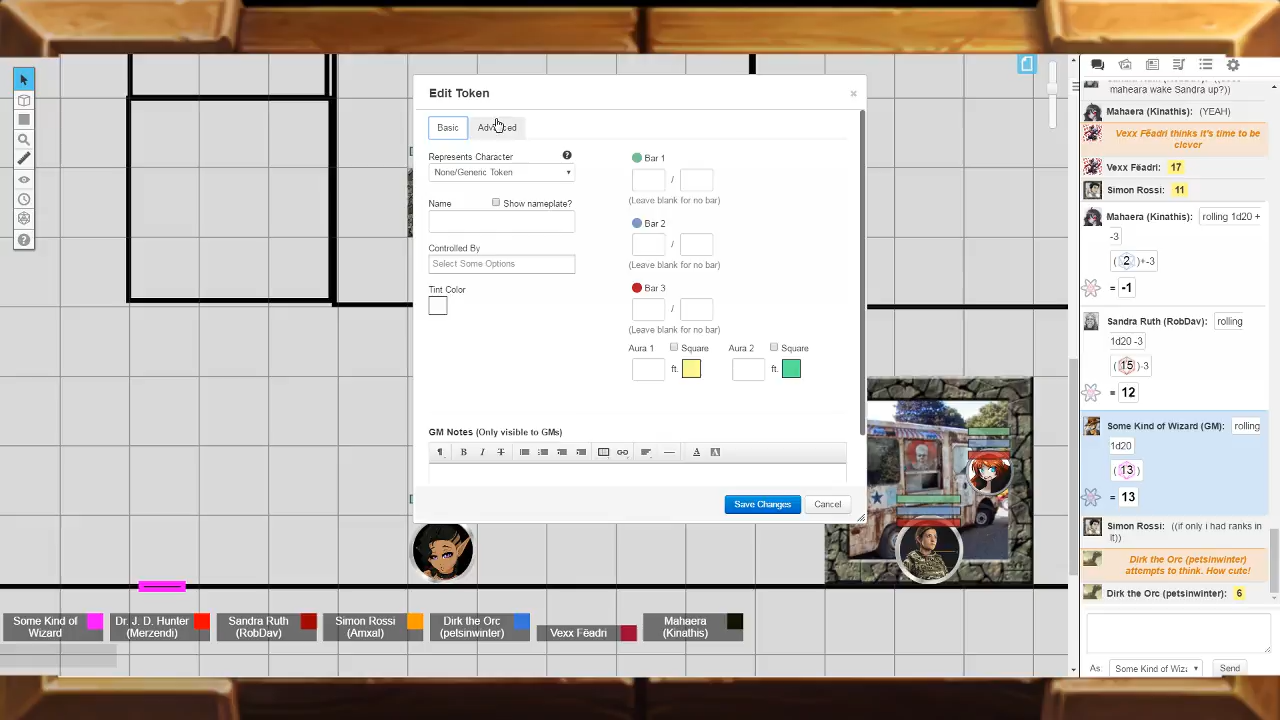 Edit Token
×
Basic
Advanced
Represents Character
?
None/Generic Token
Name
Show nameplate?
Controlled By
Select Some Options
Tint Color
Bar 1
/
(Leave blank for no bar)
Bar 2
/
(Leave blank for no bar)
Bar 3
/
(Leave blank for no bar)
Aura 1
Square
Aura 2
Square
ft.
ft.
GM Notes (Only visible to GMs)
B
I
A
A
Save Changes
Cancel
Some Kind of
Wizard
Dr. J. D. Hunter
(Merzendi)
Sandra Ruth
(RobDav)
Simon Rossi
(Amxal)
Dirk the Orc
(petsinwinter)
Vexx Fëadri
Mahaera
(Kinathis)
maheara wake Sandra up?))
Mahaera (Kinathis): (YEAH)
Vexx Fëadri thinks it's time to be
clever
Vexx Fëadri: 17
Simon Rossi: 11
Mahaera (Kinathis): rolling 1d20 +
-3
(2)+-3
= -1
Sandra Ruth (RobDav): rolling
1d20 -3
(15)-3
= 12
Some Kind of Wizard (GM): rolling
1d20
(13)
= 13
Simon Rossi: ((if only i had ranks in
it))
Dirk the Orc (petsinwinter)
attempts to think. How cute!
Dirk the Orc (petsinwinter): 6
As
Some Kind of Wiz
Send